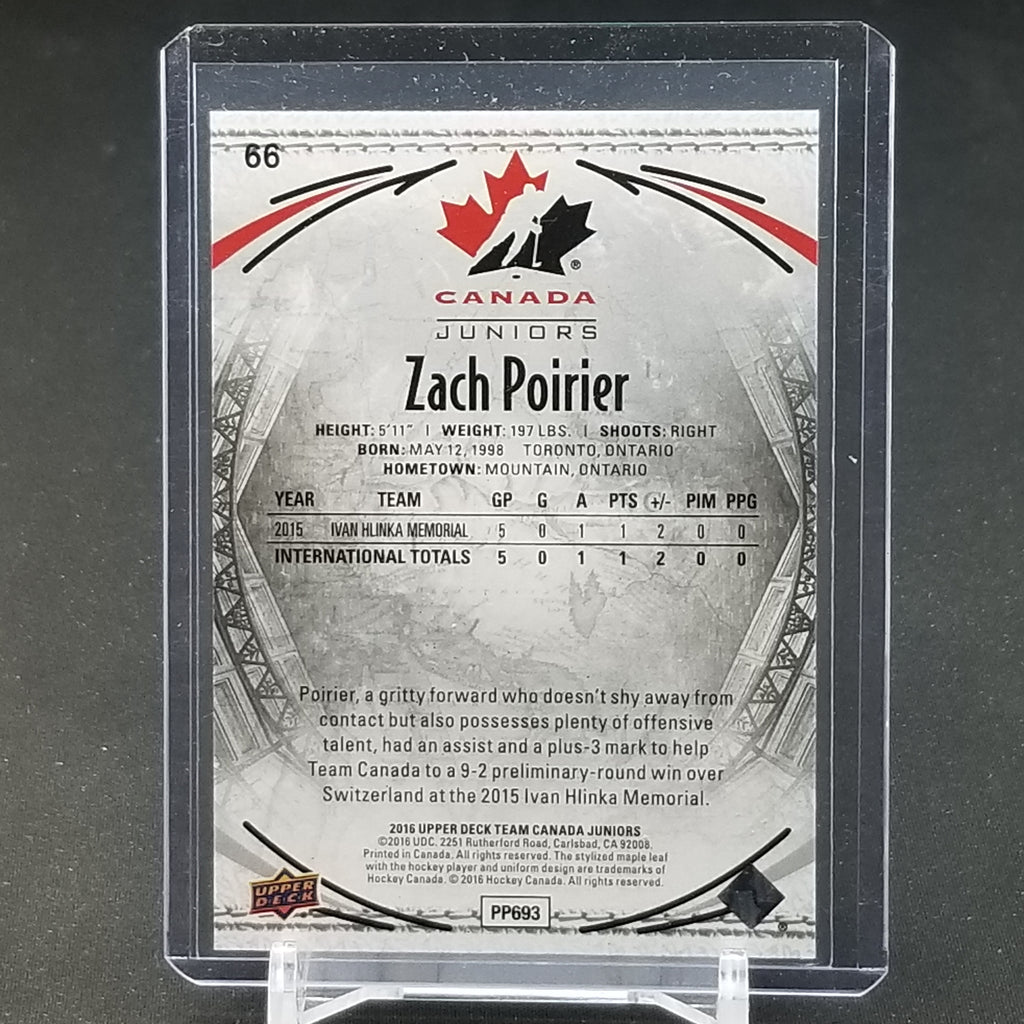 66
®
CANADA
JUNIORS
Zach Poirier
HEIGHT: 5'11" | WEIGHT: 197 LBS. | SHOOTS: RIGHT
BORN: MAY 12, 1998 TORONTO, ONTARIO
HOMETOWN: MOUNTAIN, ONTARIO
YEAR TEAM GP G A PTS +/- PIM PPG
2015 IVAN HLINKA MEMORIAL 5 0 1 1 2 0 0
INTERNATIONAL TOTALS 5 0 1 1 2 0 0
Poirier, a gritty forward who doesn't shy away from
contact but also possesses plenty of offensive
talent, had an assist and a plus-3 mark to help
Team Canada to a 9-2 preliminary-round win over
Switzerland at the 2015 Ivan Hlinka Memorial.
2016 UPPER DECK TEAM CANADA JUNIORS
©2016 UDC. 2251 Rutherford Road, Carlsbad, CA 92008.
Printed in Canada. All rights reserved. The stylized maple leaf
with the hockey player and uniform design are trademarks of
Hockey Canada. © 2016 Hockey Canada. All rights reserved.
UPPER
DECK
PP693
®